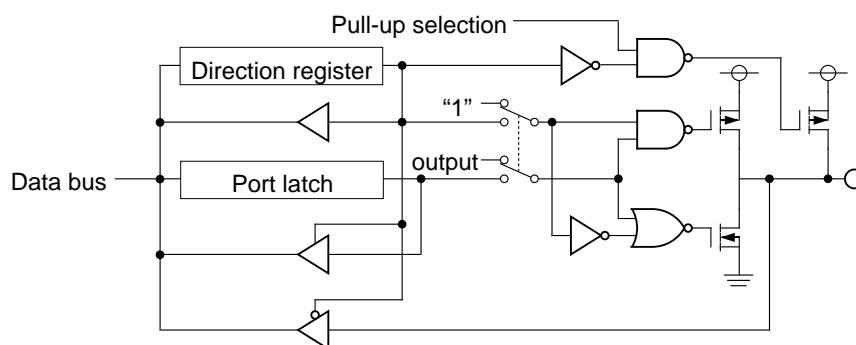 Pull-up selection
Direction register
“1”
output
Data bus
Port latch